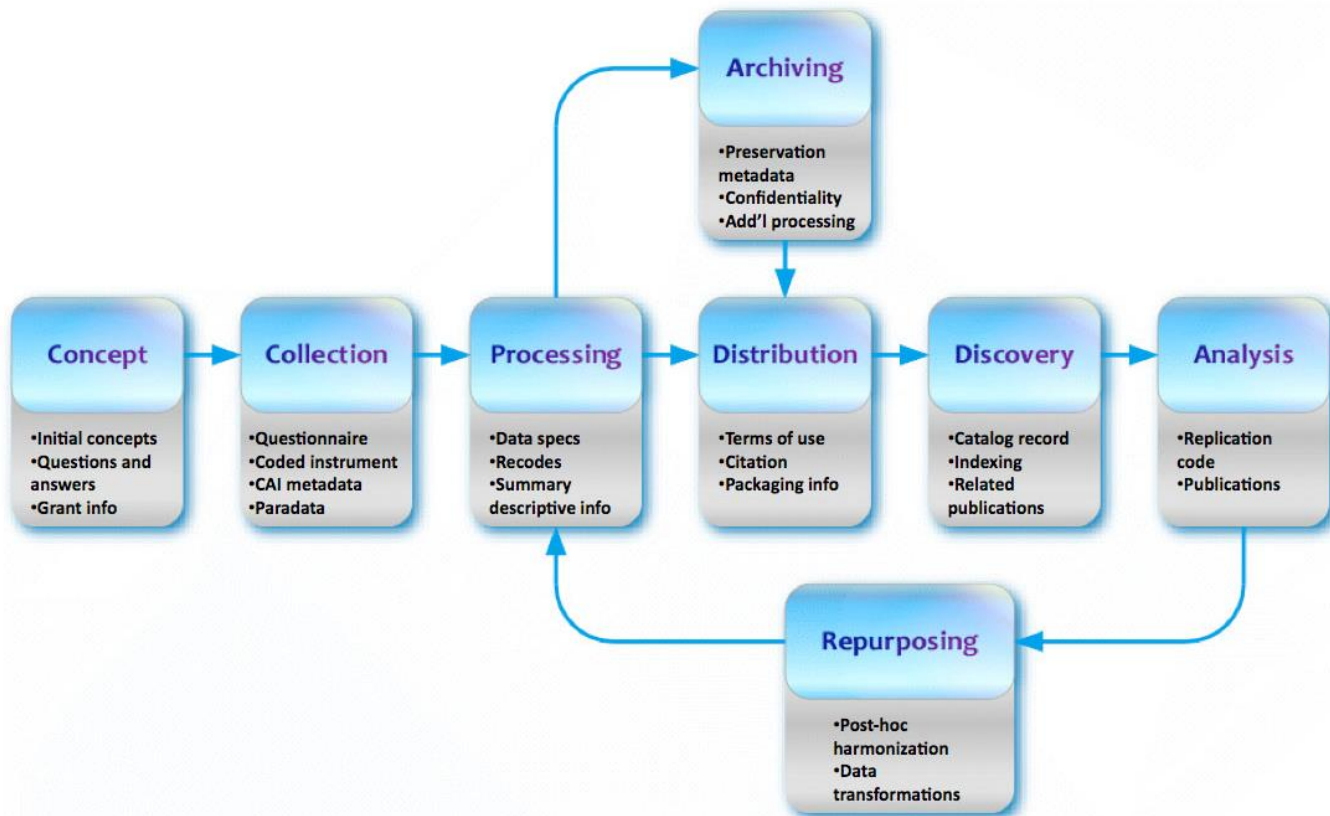 Archiving
•Preservation
metadata
•Confidentiality
•Add'l processing
Concept
•Initial concepts
•Questions and
answers
•Grant info
Collection
•Questionnaire
•Coded instrument
•CAI metadata
•Paradata
Processing
•Data specs
•Recodes
•Summary
descriptive info
Distribution
•Terms of use
•Citation
•Packaging info
Discovery
•Catalog record
•Indexing
•Related
publications
Analysis
•Replication
code
•Publications
Repurposing
•Post-hoc
harmonization
•Data
transformations